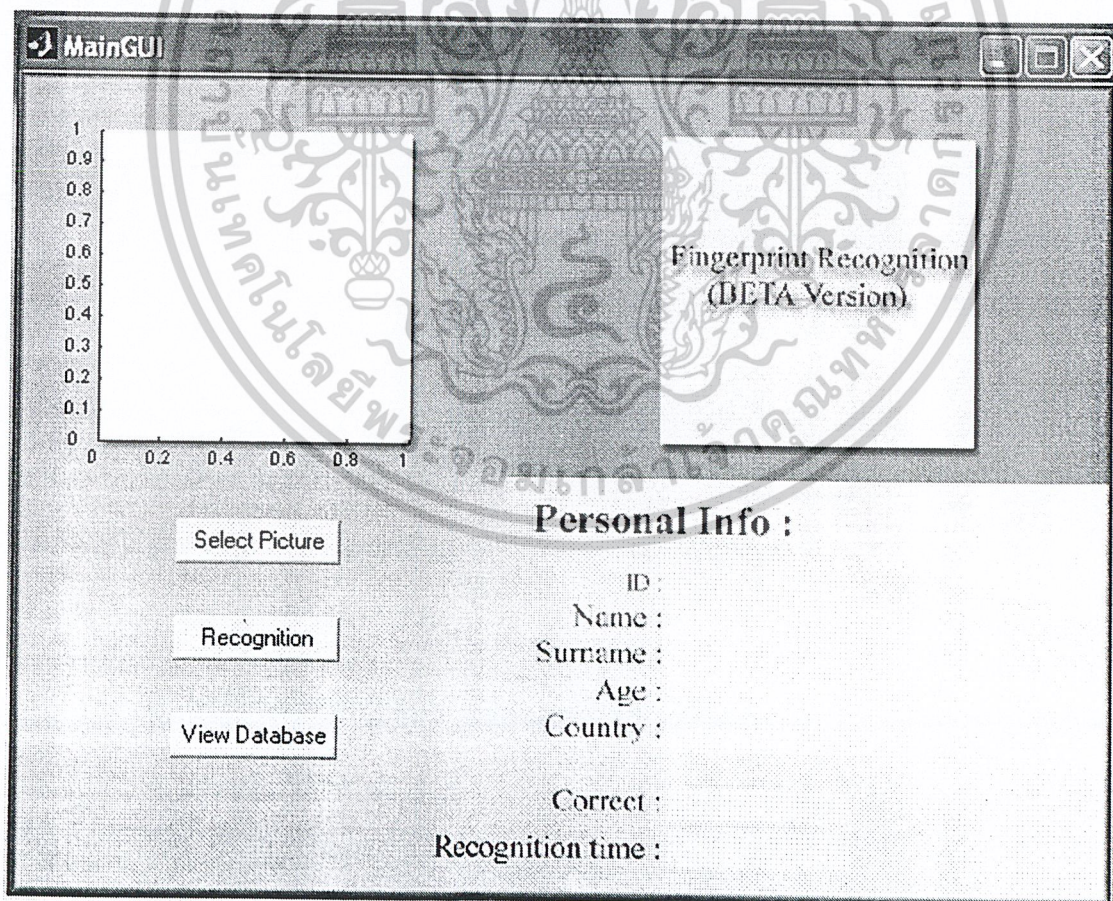 MainGUI
1
0.9
0.8
0.7
0.6
0.5
0.4
0.3
0.2
0.1
0
0 0.2 0.4 0.6 0.8 1
Fingerprint Recognition
(BETA Version)
Select Picture
Recognition
View Database
Personal Info :
ID :
Name :
Surname :
Age :
Country :
Correct :
Recognition time :